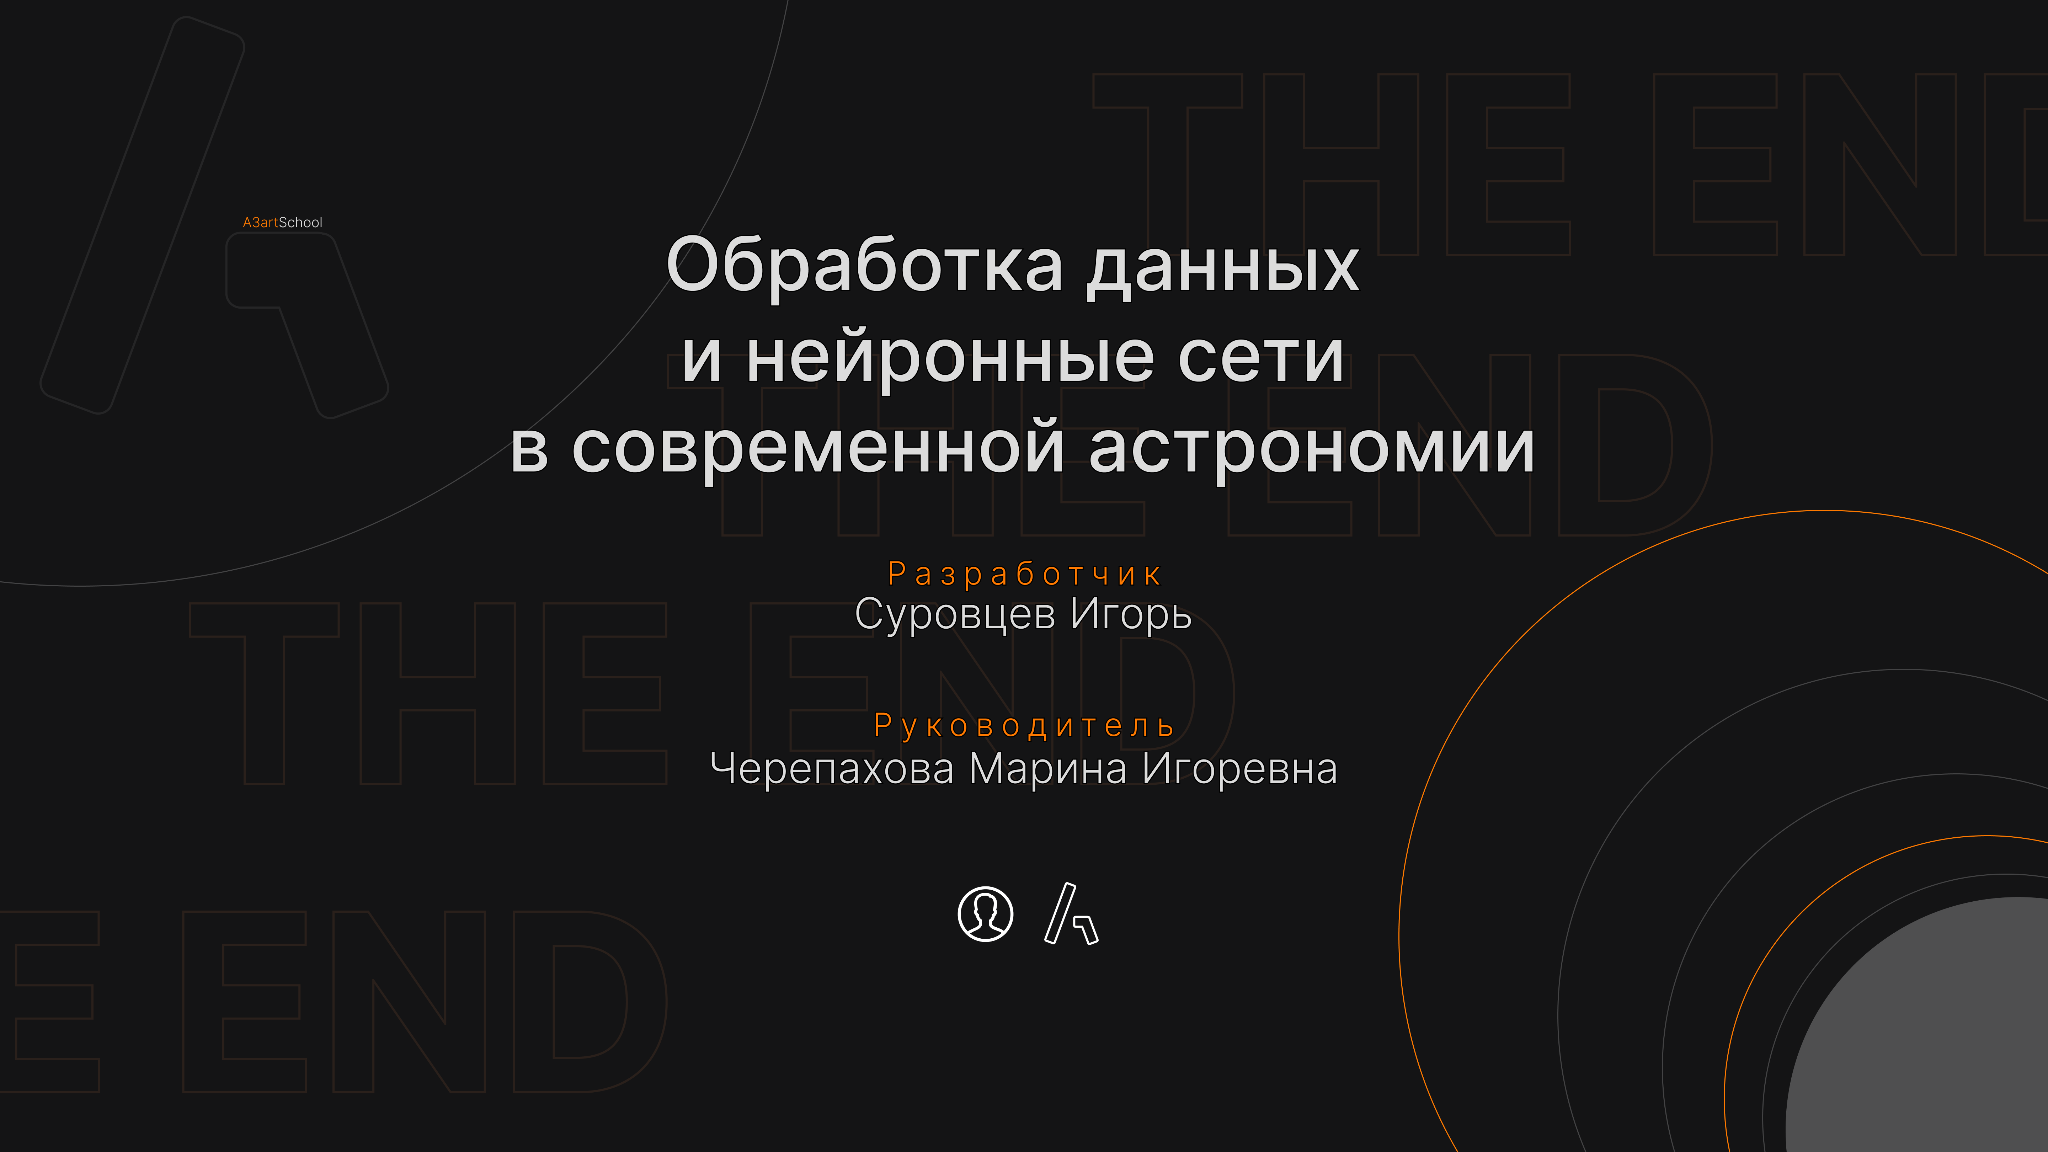 THE END
A3artSchool
Обработка данных
и нейронные сети
в современной астрономии
THE END
Разработчик
Суровцев Игорь
THE END
Руководитель
Черепахова Марина Игоревна
E END